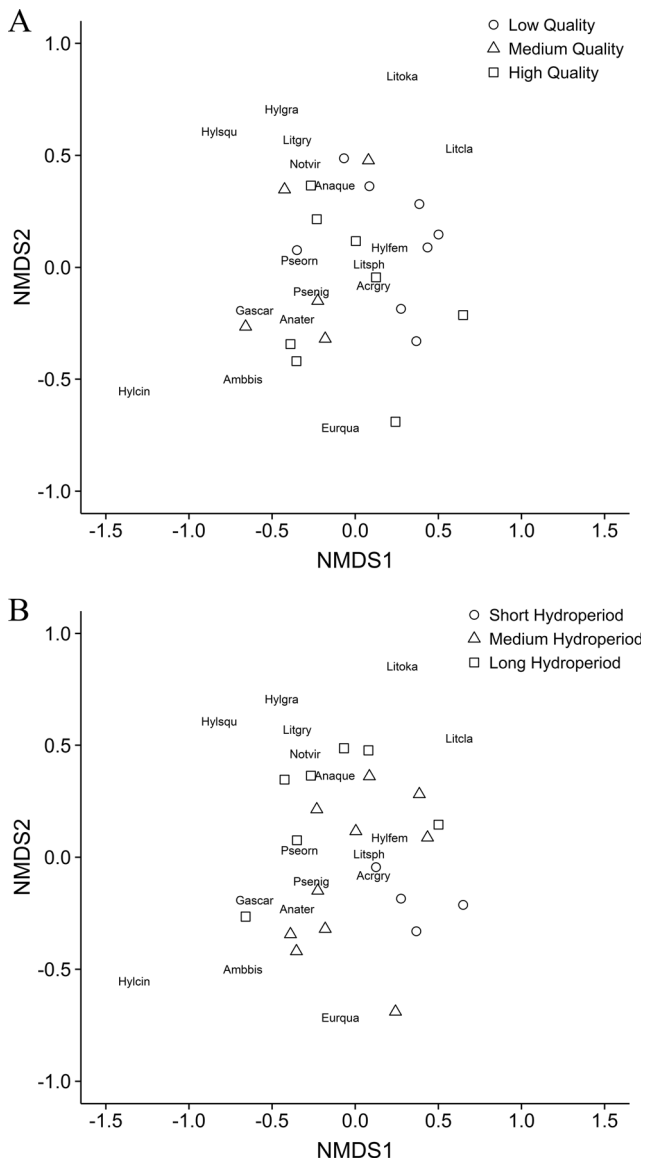 A
Low Quality
Medium Quality
High Quality
1.0
Litoka
Hylgra
Hylsqu
Litgry
Litcla
0.5
Notvir
Anaque
NMDS2
Hylfem
Pseorn
Litsph
0.0
Acrgry
Psenig
Gascar
Anater
Ambbis
-0.5
Hylcin
Eurqua
-1.0
-1.5 -1.0 -0.5 0.0 0.5 1.0 1.5
NMDS1
B
Short Hydroperiod
Medium Hydroperiod
Long Hydroperiod
1.0
Litoka
Hylgra
Hylsqu
Litgry
Litcla
0.5
Notvir
Anaque
NMDS2
Hylfem
Pseorn
Litsph
0.0
Acrgry
Psenig
Gascar
Anater
Ambbis
-0.5
Hylcin
Eurqua
-1.0
-1.5 -1.0 -0.5 0.0 0.5 1.0 1.5
NMDS1